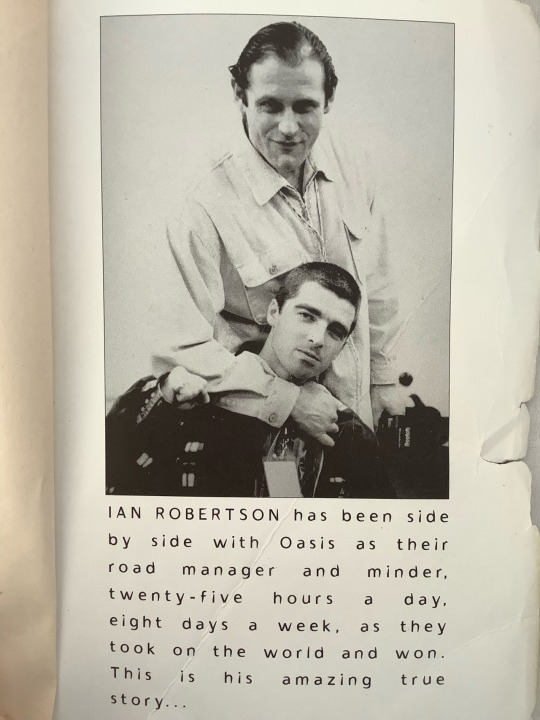 IAN ROBERTSON has been side
by side with Oasis as their
road manager and minder,
twenty-five hours a day,
eight days a week, as they
took on the world and won.
This is his amazing true
story...